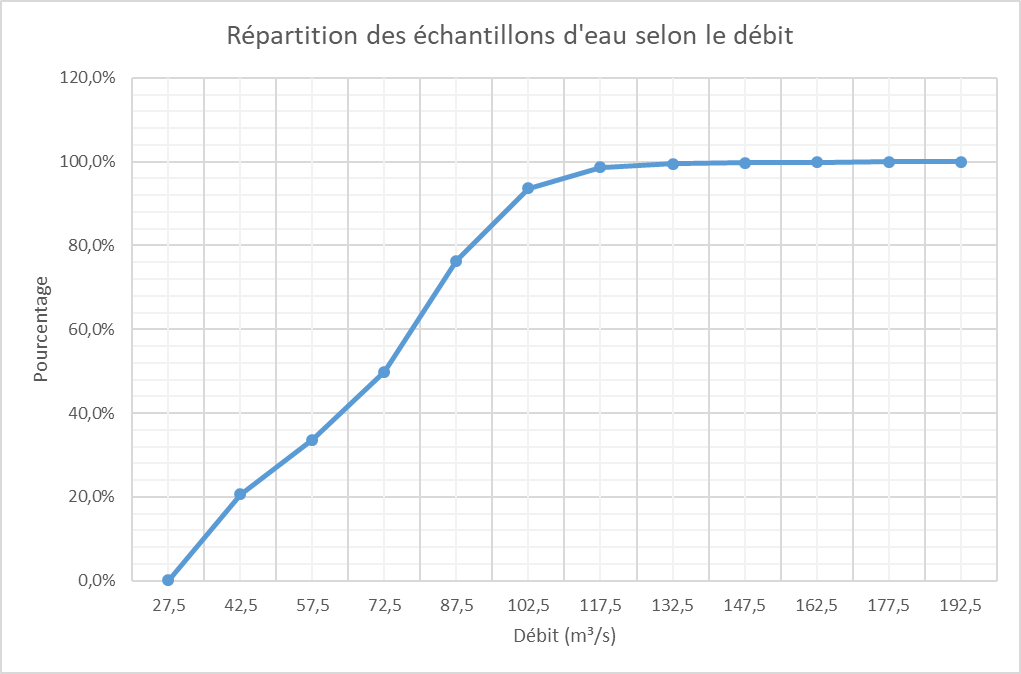 Répartition des échantillons d'eau selon le débit
120,0%
100,0%
80,0%
60,0%
40,0%
20,0%
0,0%
Pourcentage
27,5 42,5 57,5 72,5 87,5 102,5 117,5 132,5 147,5 162,5 177,5 192,5
Débit (m³/s)